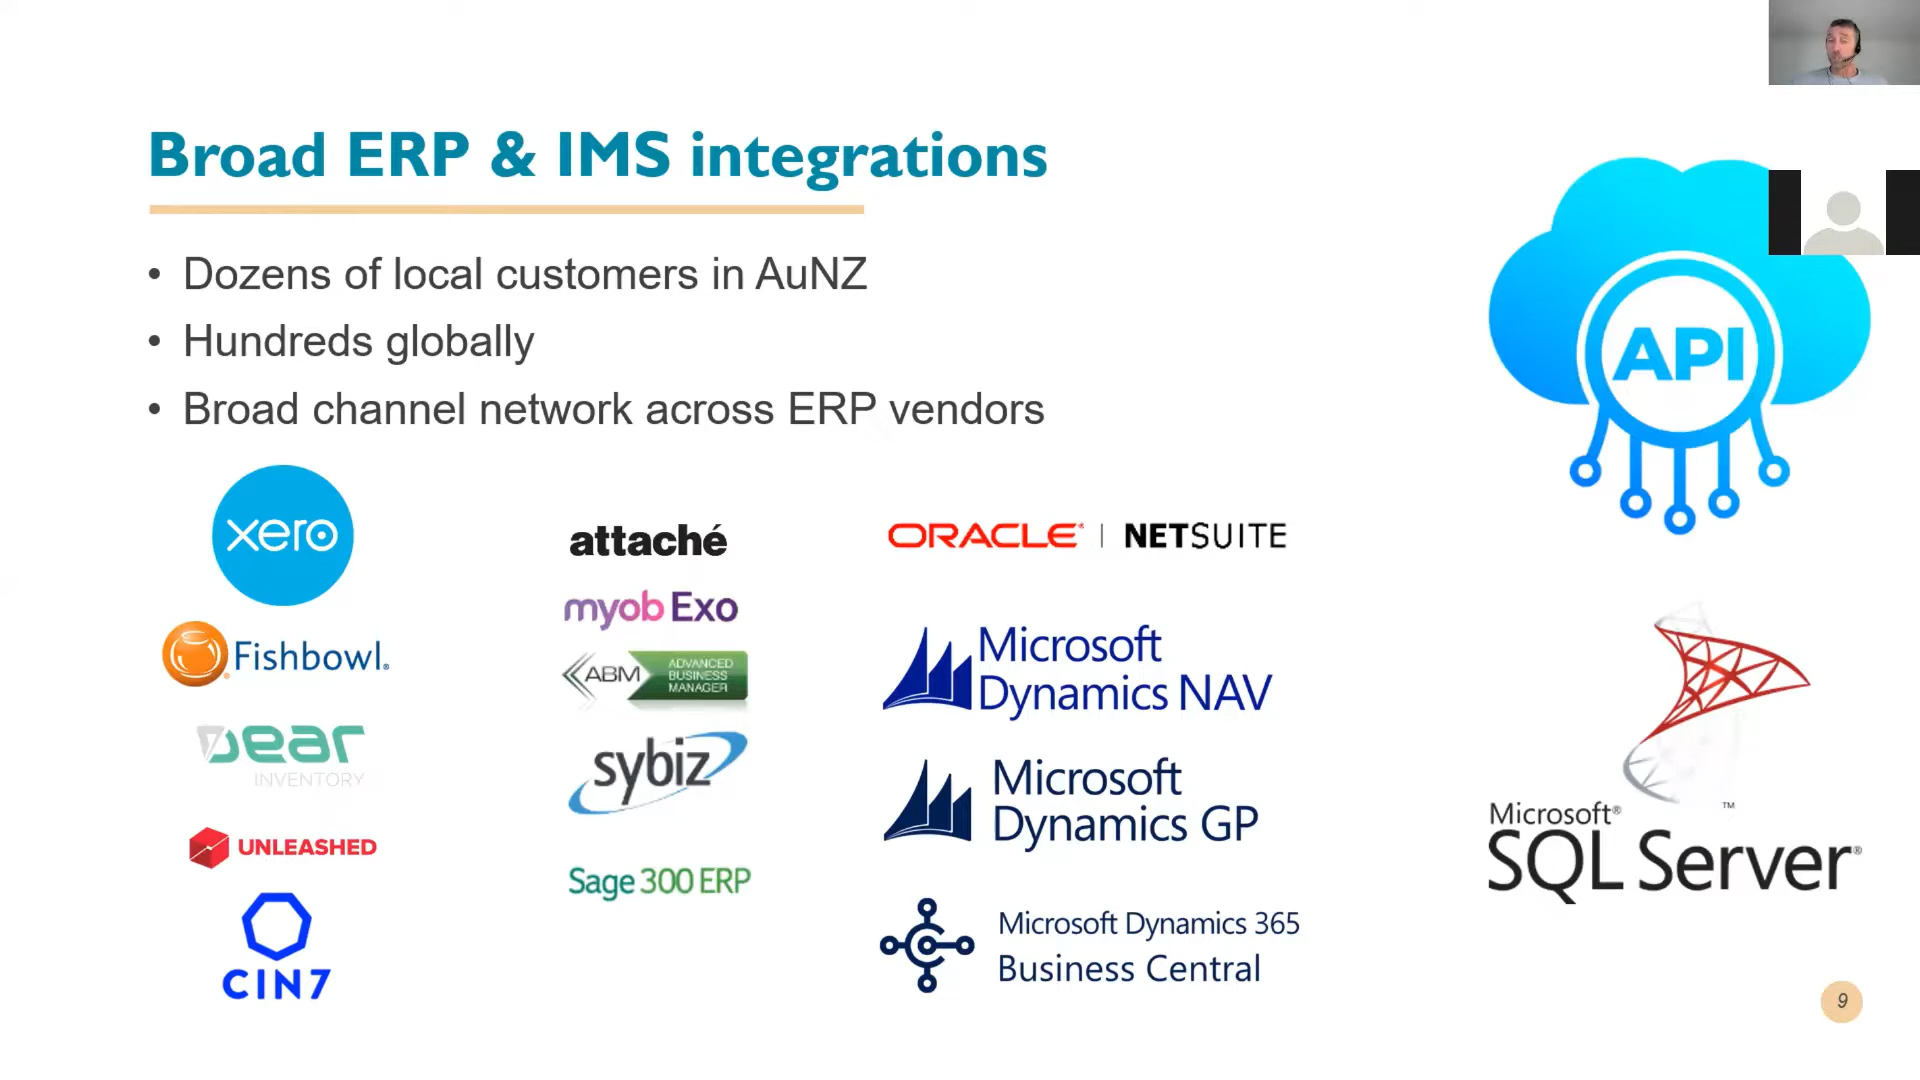 Broad ERP & IMS integrations
• Dozens of local customers in AuNZ
• Hundreds globally
• Broad channel network across ERP vendors
API
xero
Fishbowl®
Dear
INVENTORY
UNLEASHED
CIN7
attaché
myob Exo
ABM
ADVANCED
BUSINESS
MANAGER
sybiz
Sage 300 ERP
ORACLE® | NETSUITE
Microsoft
Dynamics NAV
Microsoft
Dynamics GP
Microsoft Dynamics 365
Business Central
™
Microsoft®
SQL Server®
9